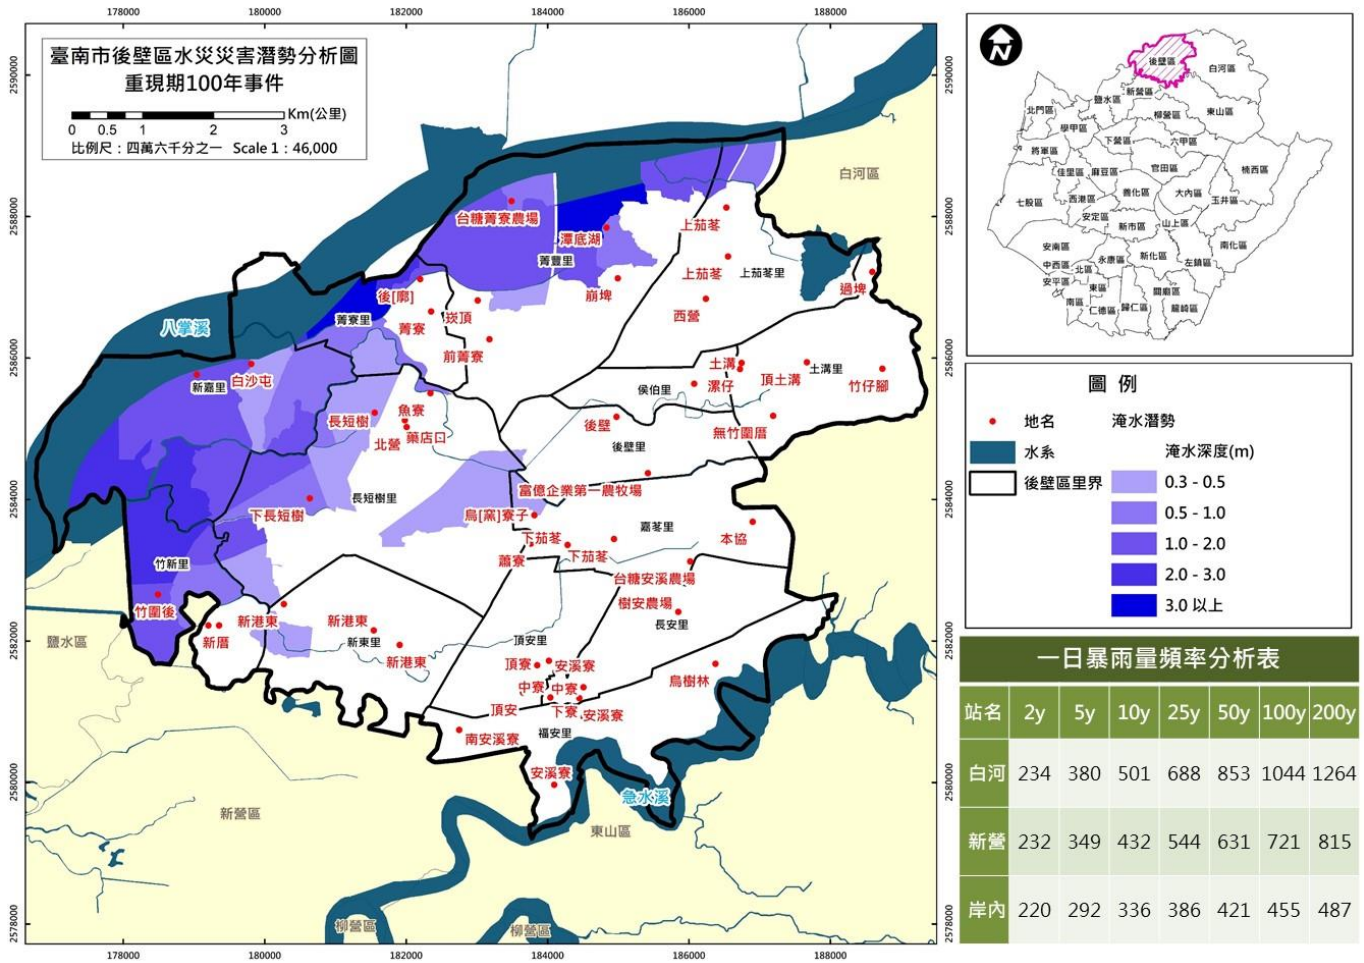 臺南市後壁區水災災害潛勢分析圖
重現期100年事件
Km(公里)
0 0.5 1 2 3
比例尺：四萬六千分之一 Scale 1：46,000
178000 180000 182000 184000 186000 188000
2590000
2588000
2586000
2584000
2582000
2580000
2578000
白河區
台糖菁寮農場
潭底湖
菁豐里
上茄苳
上茄苳
上茄苳里
過埤
後[廍]
崁頂
崩埤
西營
八掌溪
菁寮里
菁寮
前菁寮
新嘉里
白沙屯
土溝
土溝里
漯仔
頂土溝
竹仔腳
侯伯里
長短樹
魚寮
北營
藥店口
後壁
無竹圍厝
後壁里
富億企業第一農牧場
長短樹里
下長短樹
烏[窯]寮子
嘉苳里
下茄苳
下茄苳
本協
蕭寮
竹新里
台糖安溪農場
竹圍後
樹安農場
長安里
新港東
新港東
新厝
新東里
頂安里
鹽水區
新港東
頂寮
安溪寮
烏樹林
中寮
中寮
頂安
下寮
安溪寮
福安里
南安溪寮
安溪寮
急水溪
新營區
東山區
柳營區
柳營區
178000 180000 182000 184000 186000 188000
2590000
2588000
2586000
2584000
2582000
2580000
2578000
N
後壁區
白河區
新營區
鹽水區
北門區
柳營區
東山區
學甲區
下營區
六甲區
將軍區
官田區
楠西區
佳里區
麻豆區
七股區
西港區
善化區
大內區
玉井區
安定區
新市區
山上區
安南區
南化區
永康區
新化區
左鎮區
中西區
北區
安平區
東區
關廟區
南區
仁德區
歸仁區
龍崎區
圖 例
地名
水系
後壁區里界
淹水潛勢
淹水深度(m)
0.3 - 0.5
0.5 - 1.0
1.0 - 2.0
2.0 - 3.0
3.0 以上
一日暴雨量頻率分析表
站名 2y 5y 10y 25y 50y 100y 200y
白河 234 380 501 688 853 1044 1264
新營 232 349 432 544 631 721 815
岸內 220 292 336 386 421 455 487